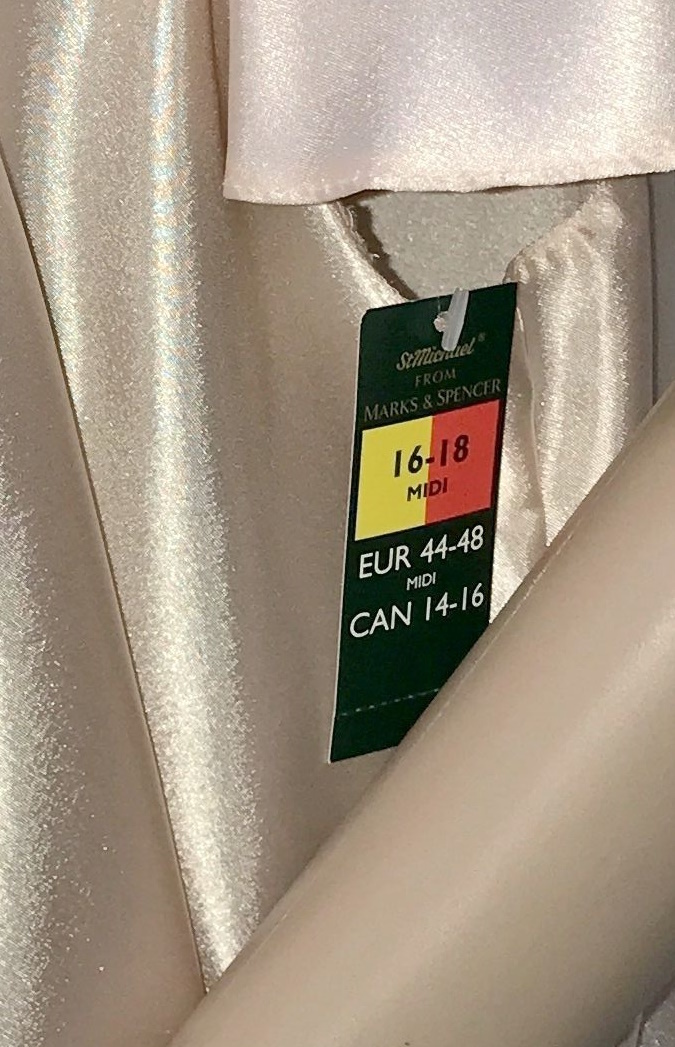 StMichael®
FROM
MARKS & SPENCER
16-18
MIDI
EUR 44-48
MIDI
CAN 14-16